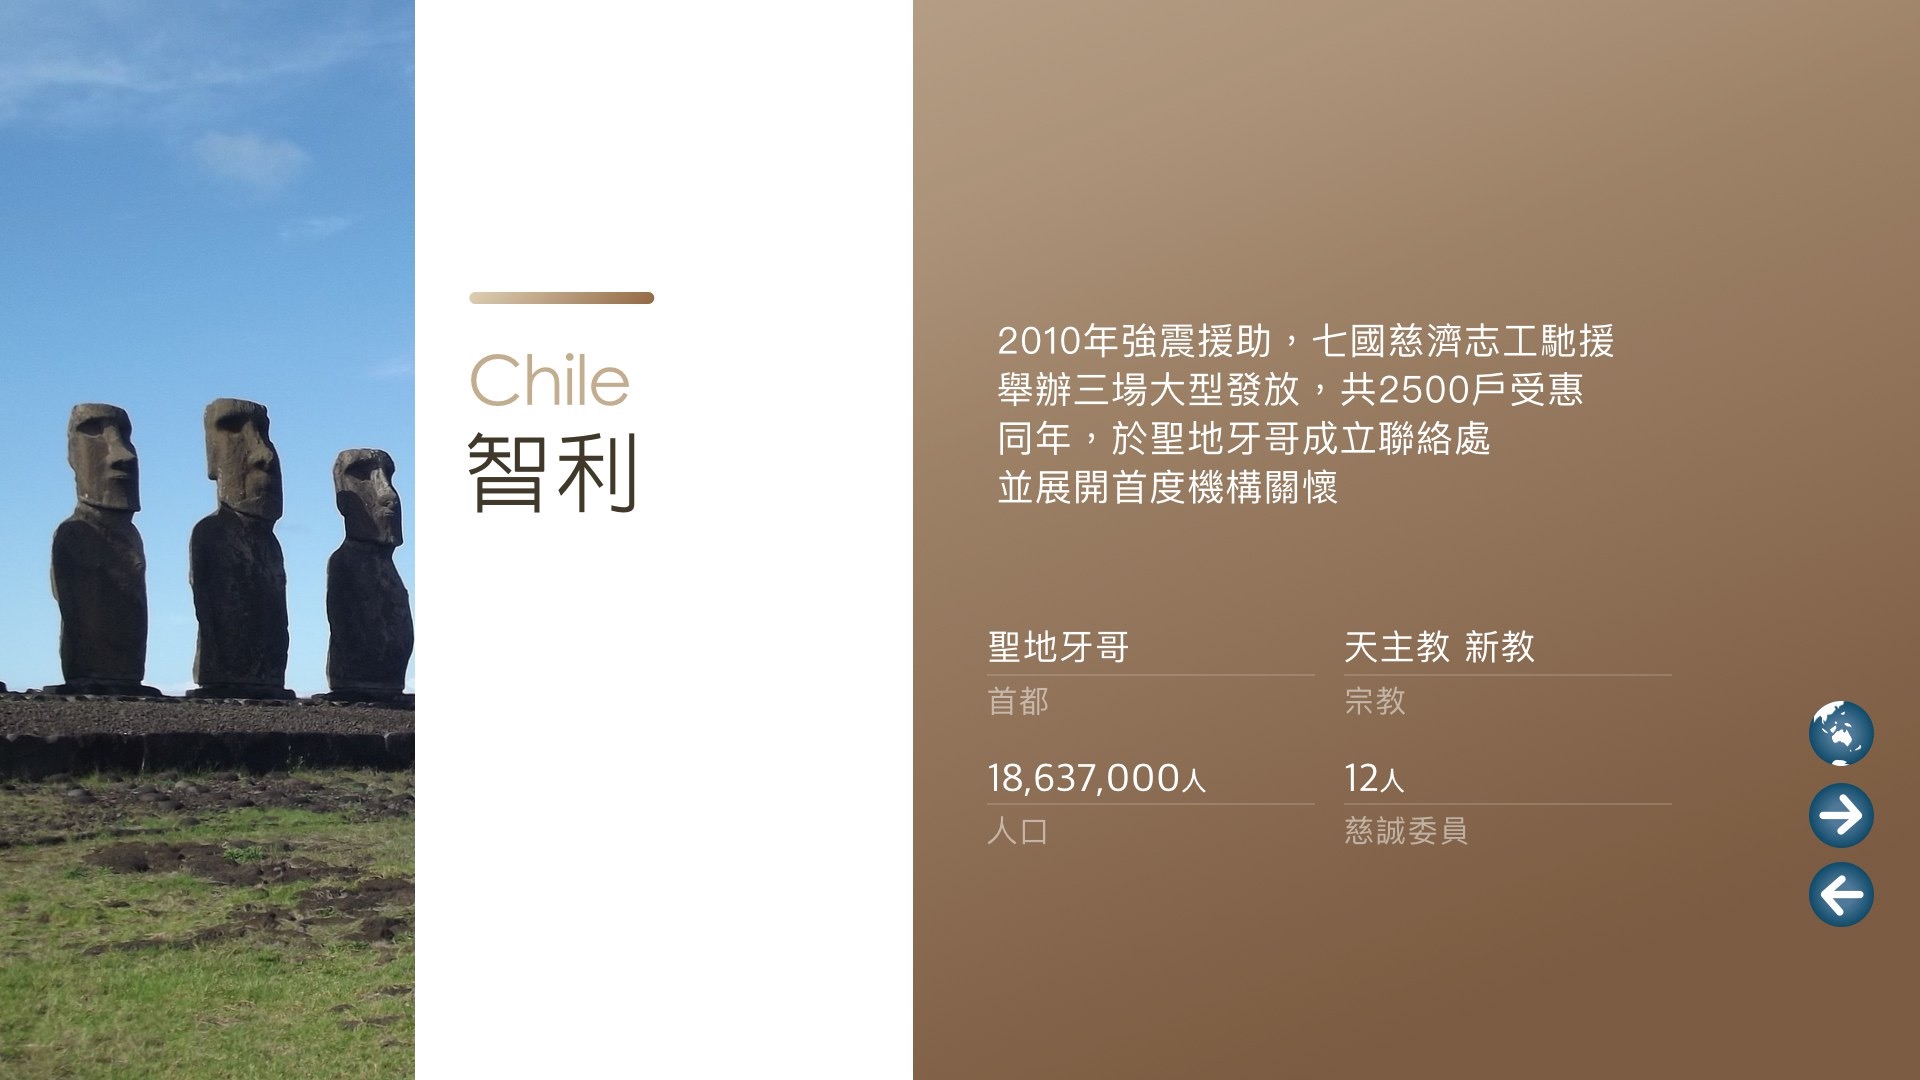 Chile
智利
2010年強震援助，七國慈濟志工馳援
舉辦三場大型發放，共2500戶受惠
同年，於聖地牙哥成立聯絡處
並展開首度機構關懷
聖地牙哥
首都
天主教 新教
宗教
18,637,000人
人口
12人
慈誠委員